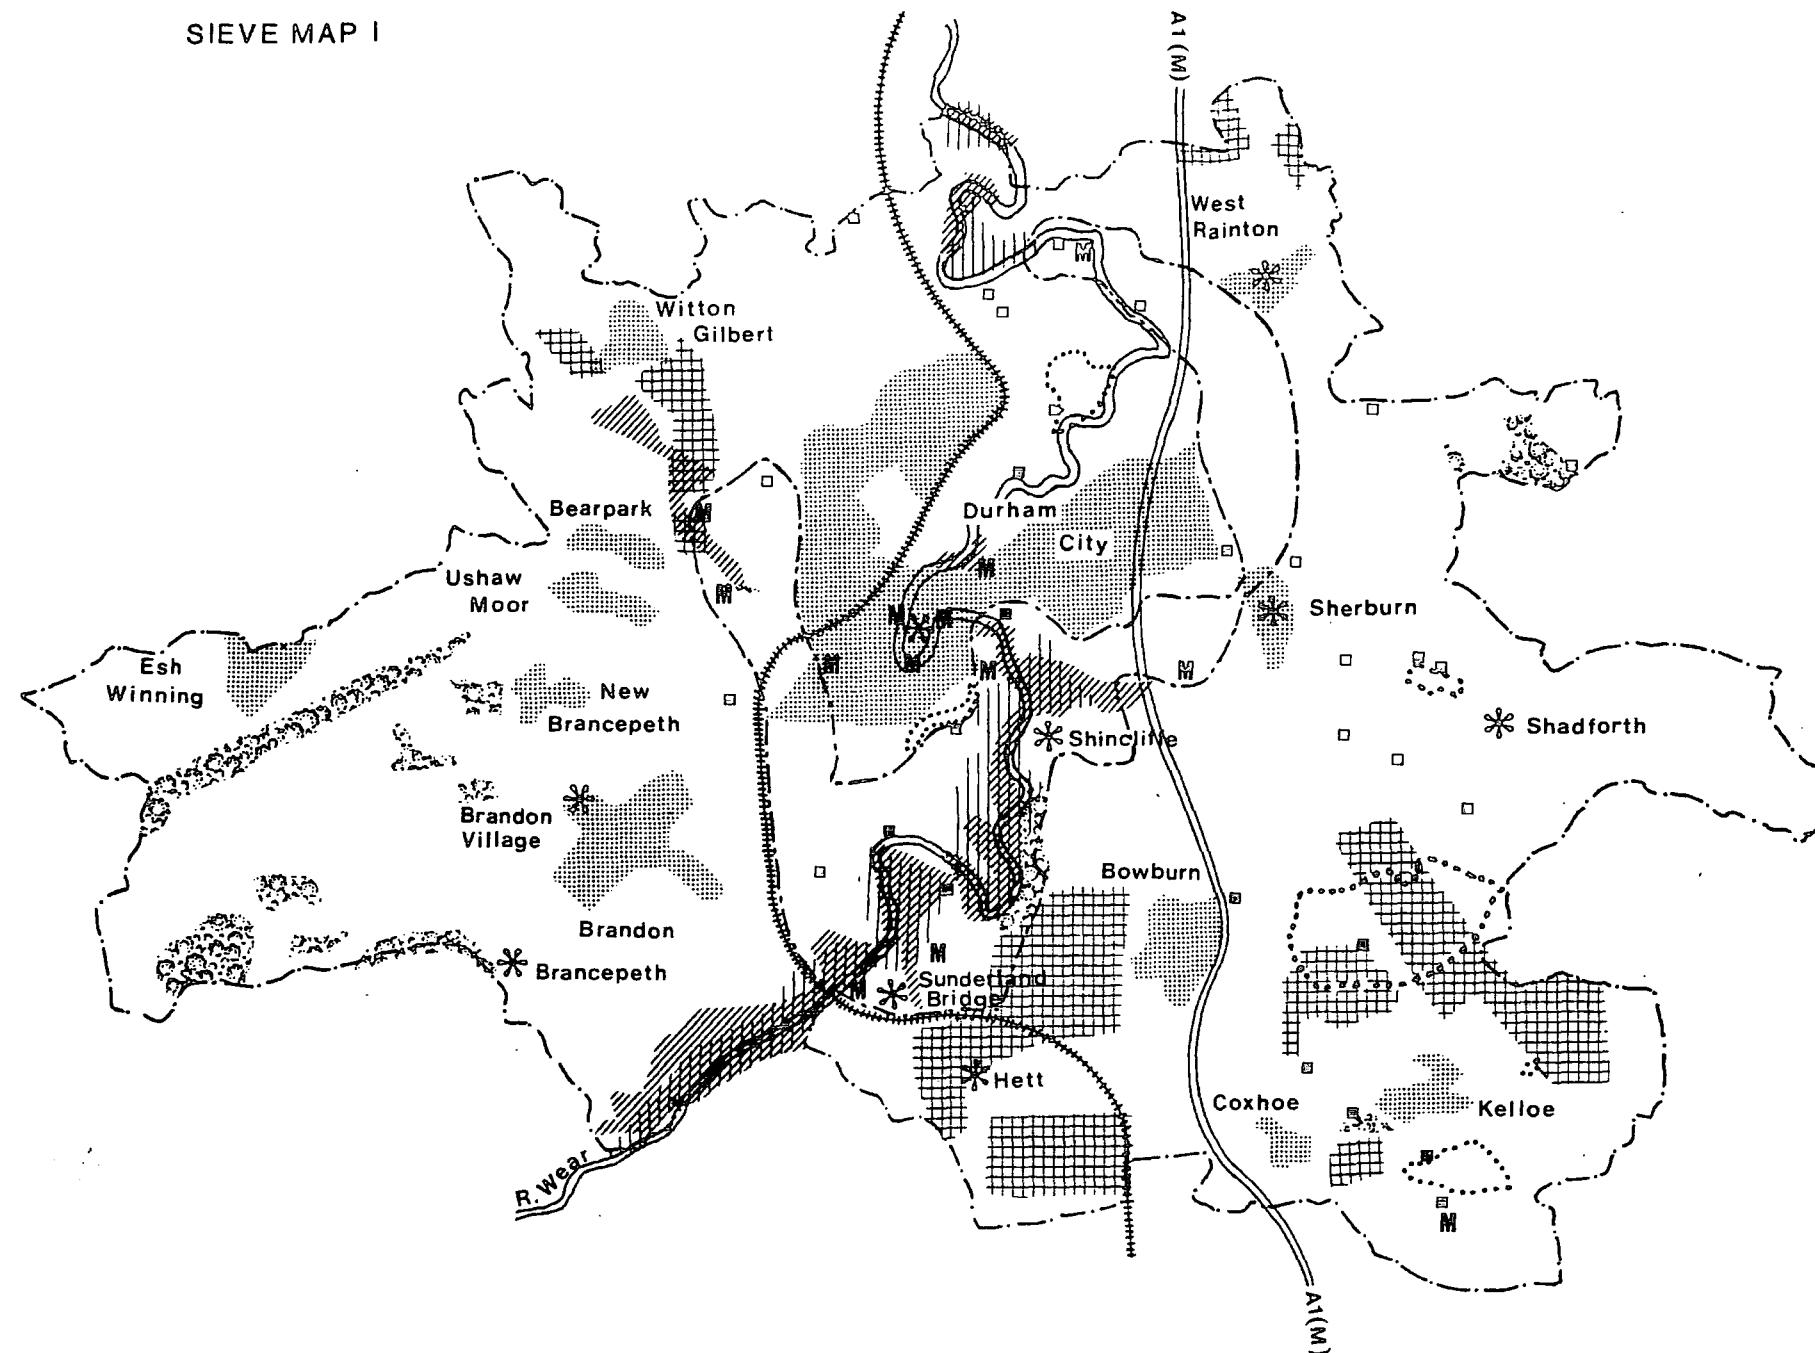 SIEVE MAP I
A1(M)
West
Rainton
Witton
Gilbert
M
Bearpark
M
Durham
City
M
Ushaw
Moor
M
M
M
Sherburn
Esh
Winning
M
M
M
M
New
Brancepeth
Shincliffe
Shadforth
Brandon
Village
Bowburn
Brandon
Brancepeth
M
M
Sunderland
Bridge
Hett
Coxhoe
Kelloe
R. Wear
M
A1(M)